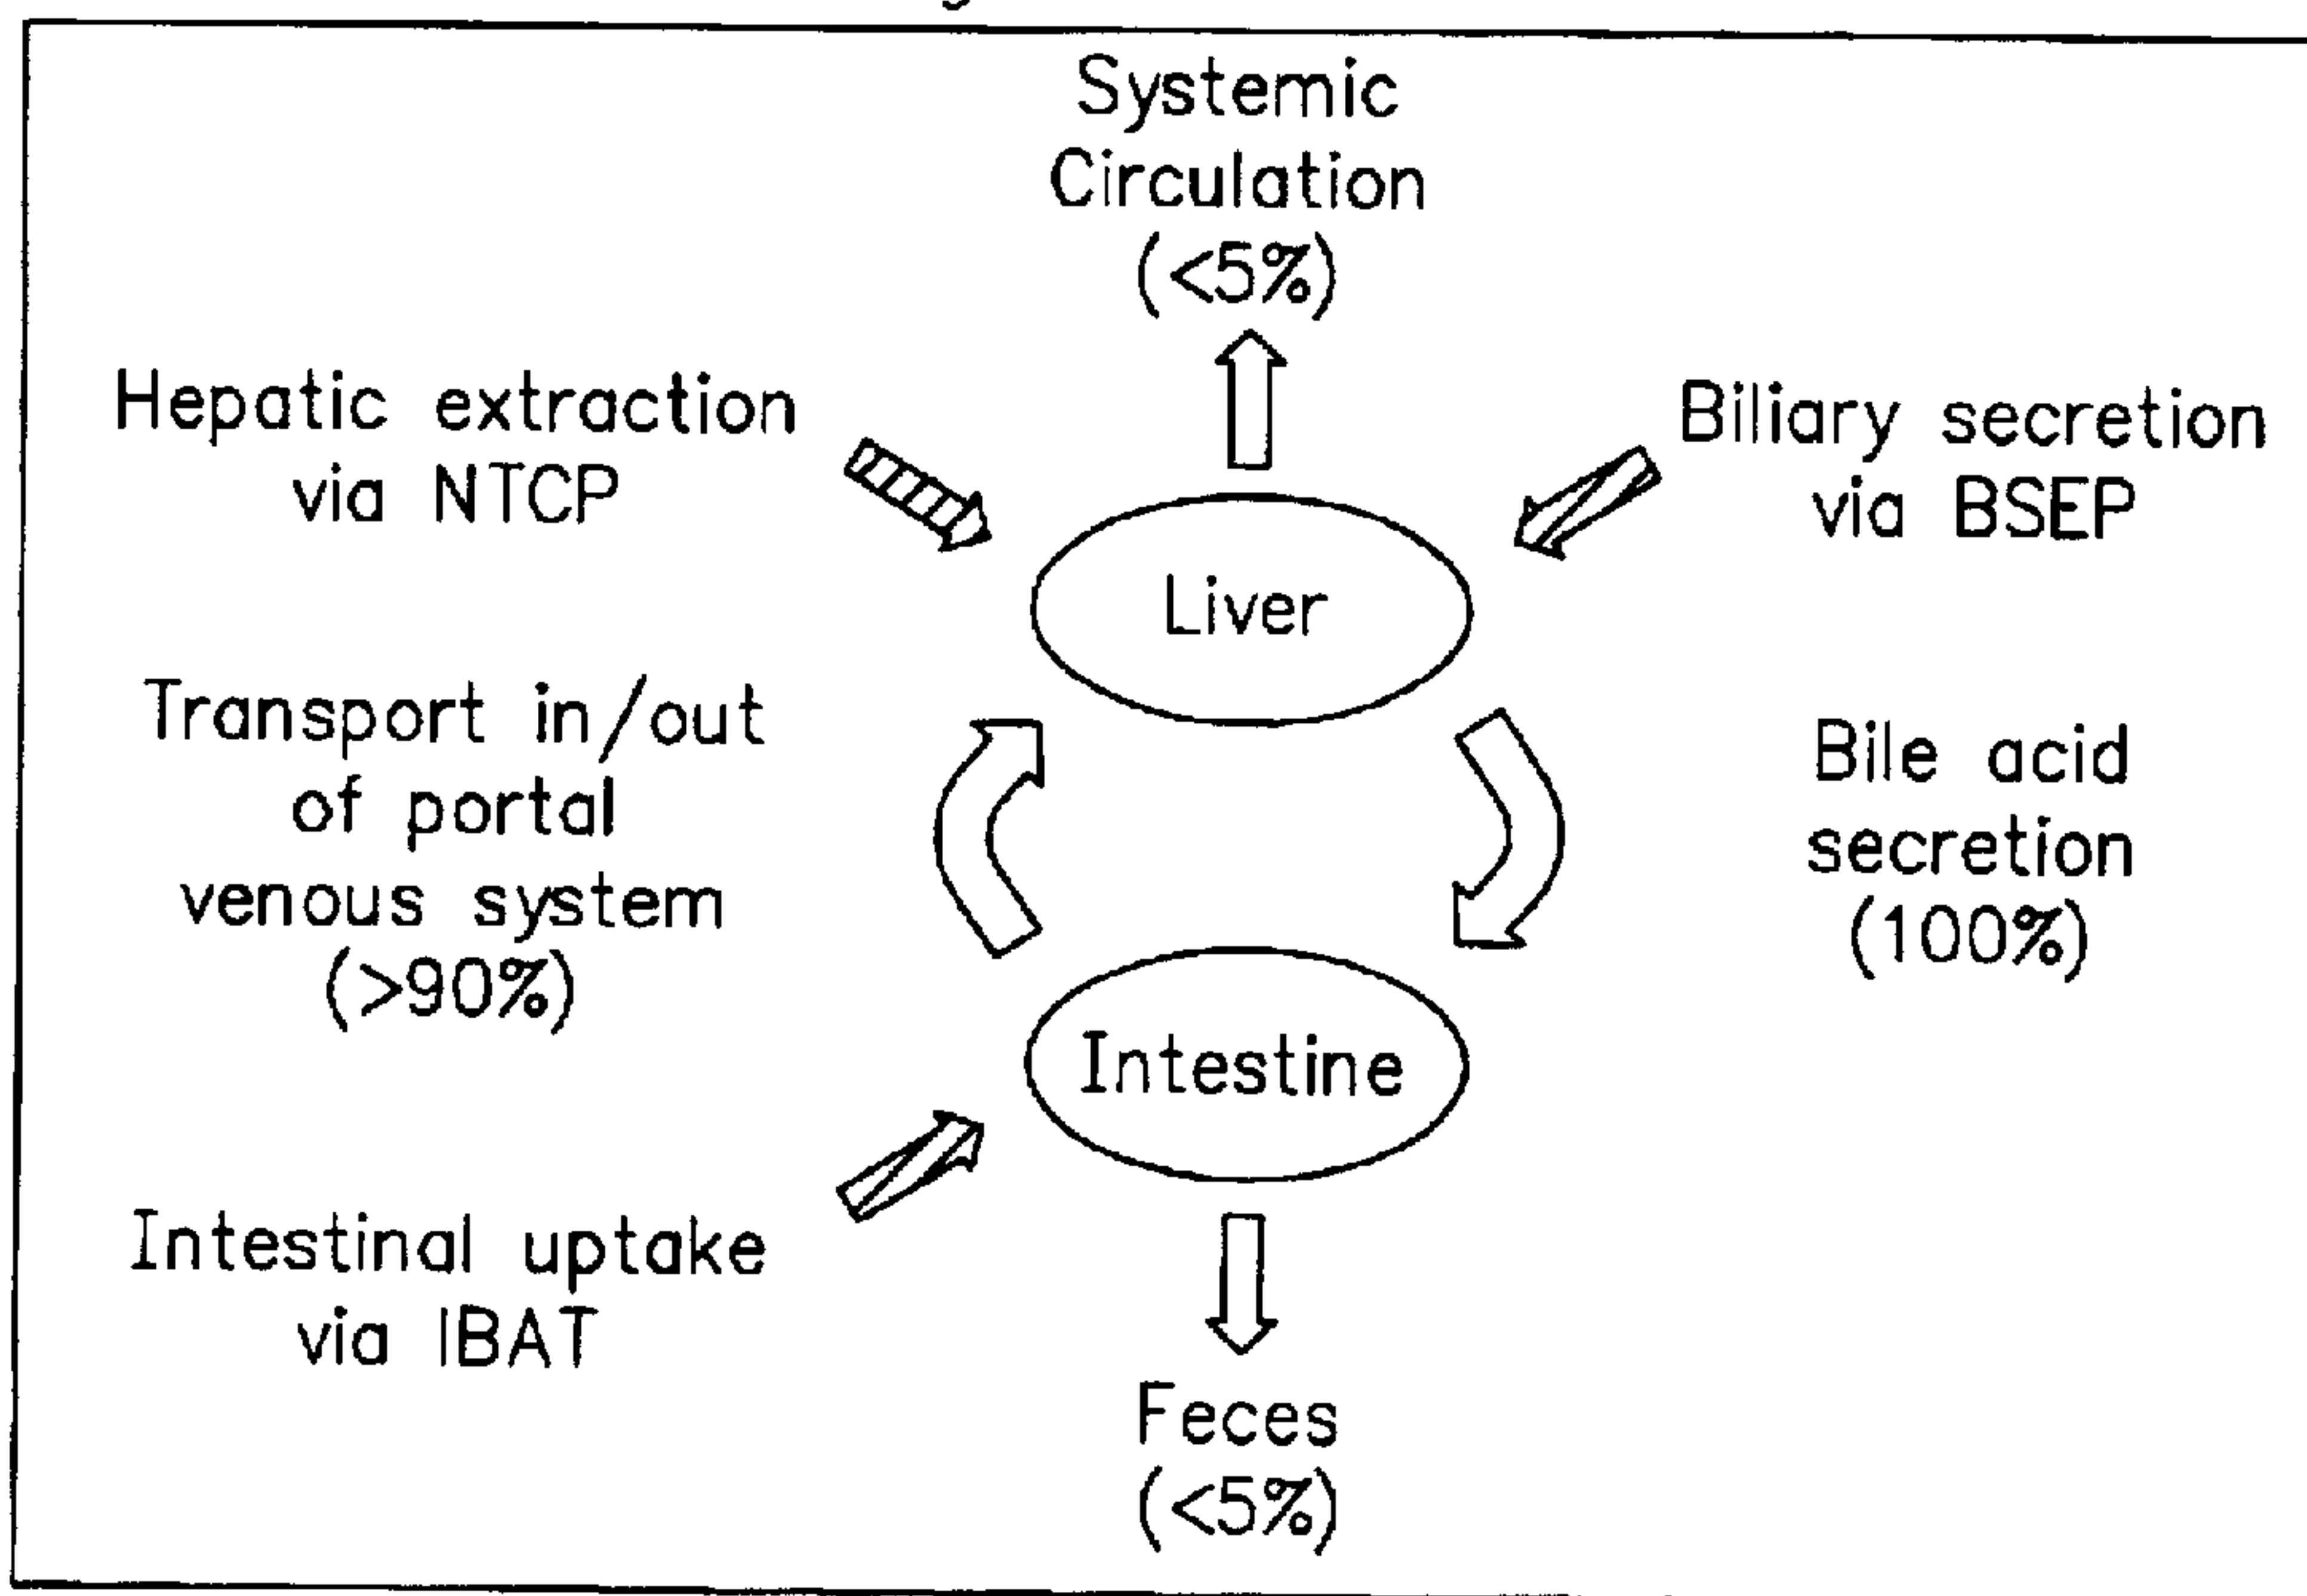 Systemic
Circulation
(<5%)
Hepatic extraction
via NTCP
Biliary secretion
via BSEP
Liver
Transport in/out
of portal
venous system
(>90%)
Bile acid
secretion
(100%)
Intestine
Intestinal uptake
via IBAT
Feces
(<5%)